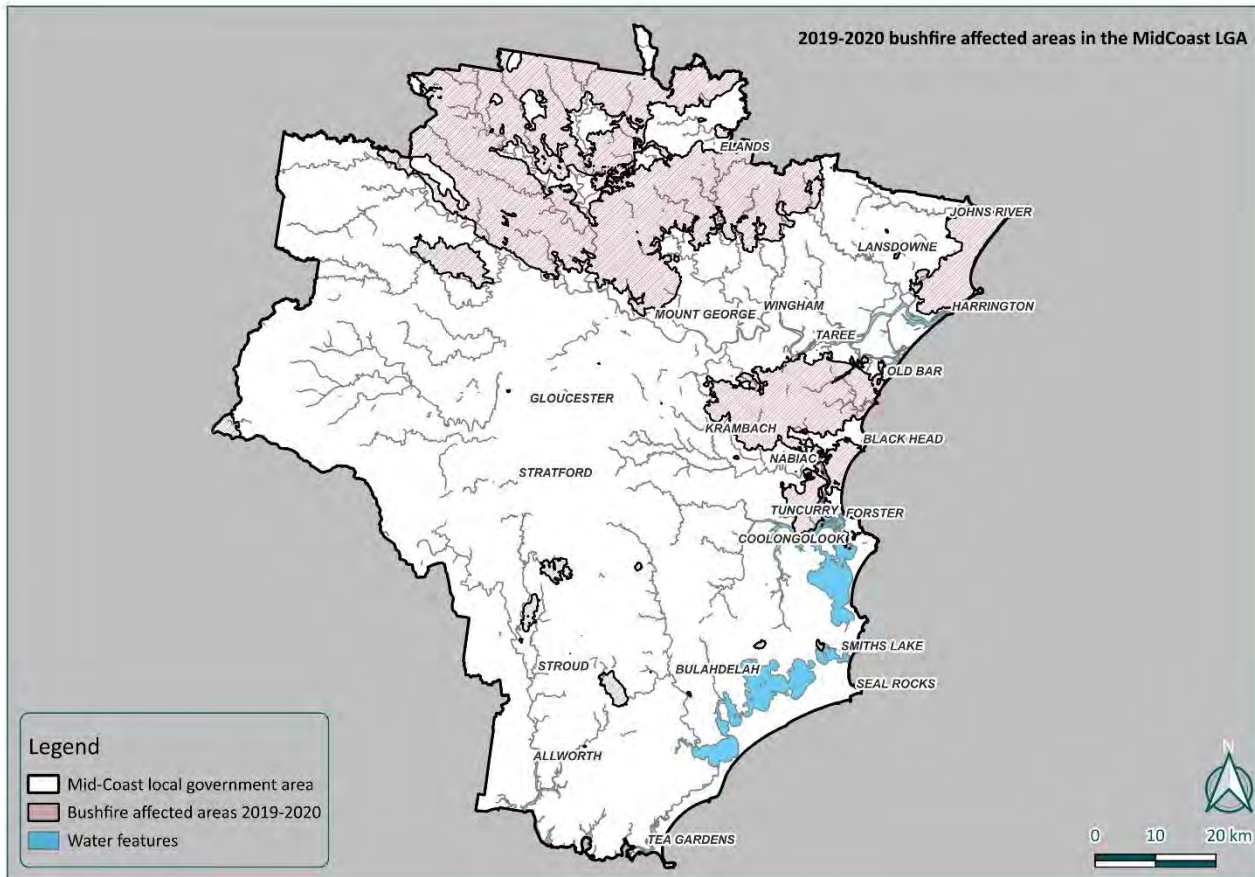 2019-2020 bushfire affected areas in the MidCoast LGA
ELANDS
JOHNS RIVER
LANSDOWNE
HARRINGTON
WINGHAM
MOUNT GEORGE
TAREE
OLD BAR
GLOUCESTER
KRAMBACH
BLACK HEAD
NABIAC
STRATFORD
TUNCURRY
FORSTER
COOLONGOLOOK
SMITHS LAKE
STROUD
BULAHDELAH
SEAL ROCKS
ALLWORTH
TEA GARDENS
Legend
Mid-Coast local government area
Bushfire affected areas 2019-2020
Water features
N
0 10 20 km